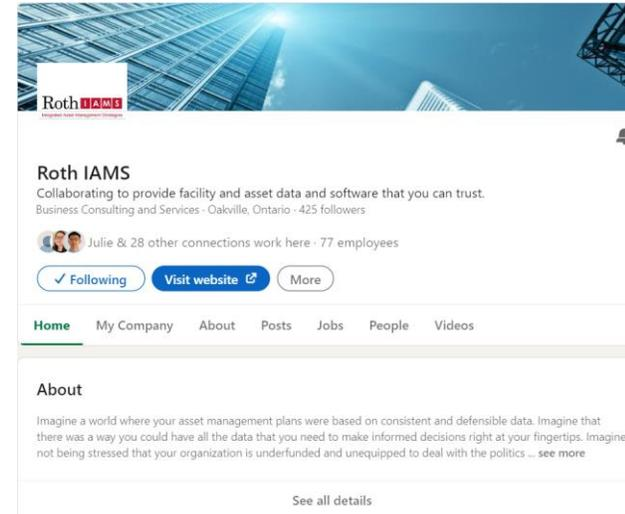 Roth IAMS
Integrated Asset Management Strategies
Roth IAMS
Collaborating to provide facility and asset data and software that you can trust.
Business Consulting and Services · Oakville, Ontario · 425 followers
Julie & 28 other connections work here · 77 employees
✓ Following Visit website More
Home My Company About Posts Jobs People Videos
About
Imagine a world where your asset management plans were based on consistent and defensible data. Imagine that
there was a way you could have all the data that you need to make informed decisions right at your fingertips. Imagine
not being stressed that your organization is underfunded and unequipped to deal with the politics ... see more
See all details